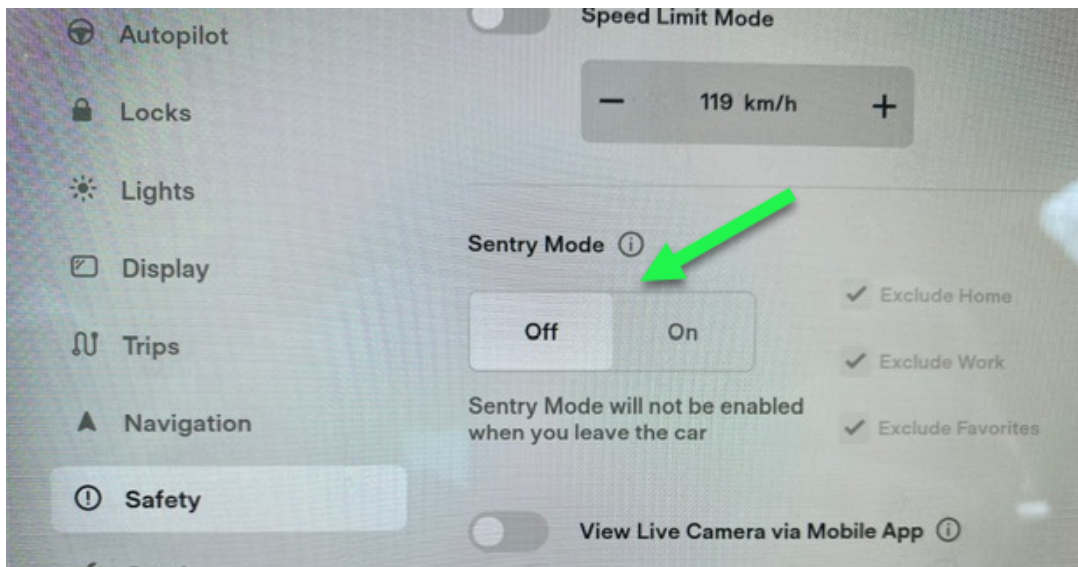 Autopilot
Locks
Lights
Display
Trips
Navigation
Safety
Speed Limit Mode
119 km/h
Sentry Mode
Off
On
Exclude Home
Exclude Work
Exclude Favorites
Sentry Mode will not be enabled
when you leave the car
View Live Camera via Mobile App